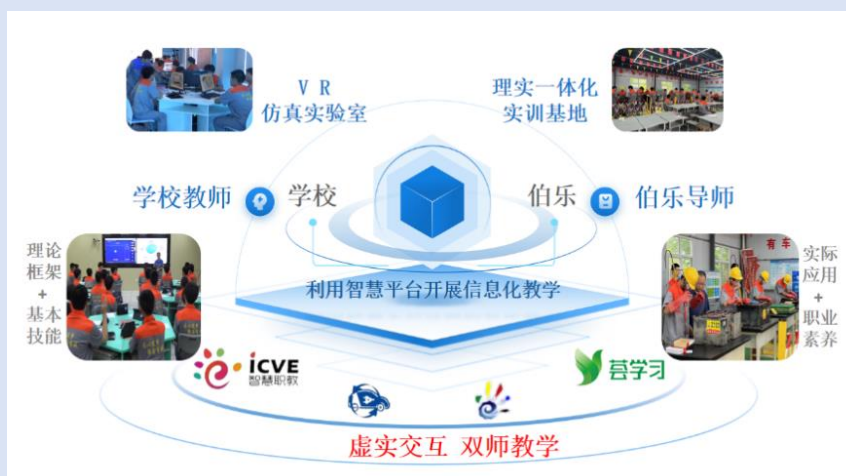 V R
仿真实验室
理实一体化
实训基地
学校教师
学校
伯乐
伯乐导师
理论
框架
+
基本
技能
有 车
实际
应用
+
职业
素养
利用智慧平台开展信息化教学
icve
智慧职教
荟学习
虚实交互 双师教学